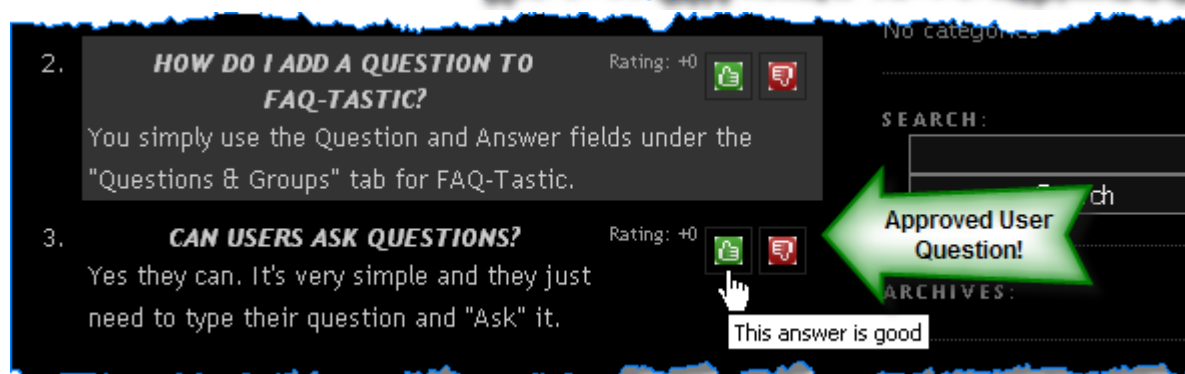 No categories
2. HOW DO I ADD A QUESTION TO
FAQ-TASTIC?
Rating: +0
You simply use the Question and Answer fields under the
"Questions & Groups" tab for FAQ-Tastic.
3. CAN USERS ASK QUESTIONS?
Rating: +0
Yes they can. It's very simple and they just
need to type their question and "Ask" it.
This answer is good
SEARCH:
Approved User
Question!
ARCHIVES: